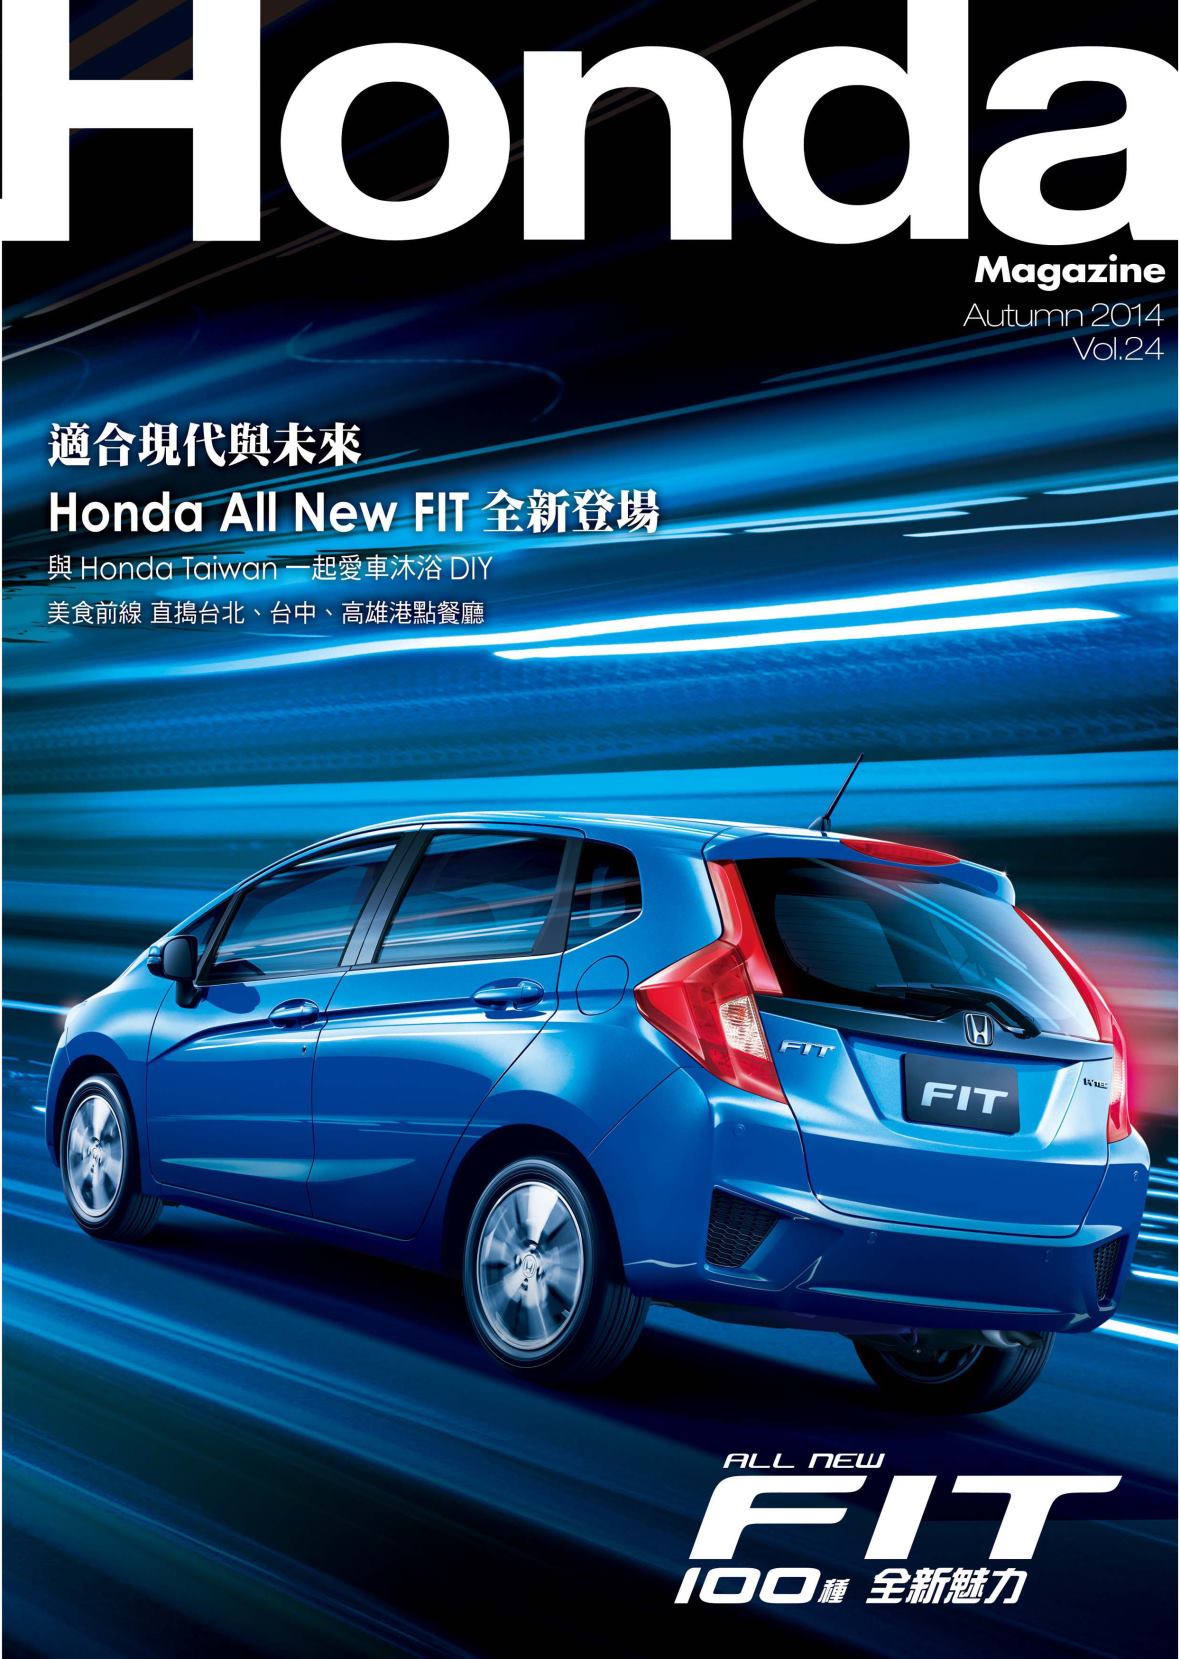 Honda
Magazine
Autumn 2014
Vol.24
適合現代與未來
Honda All New FIT 全新登場
與 Honda Taiwan 一起愛車沐浴 DIY
美食前線 直搗台北、台中、高雄港點餐廳
FIT
FIT
i-VTEC
ALL NEW
FIT
100種 全新魅力